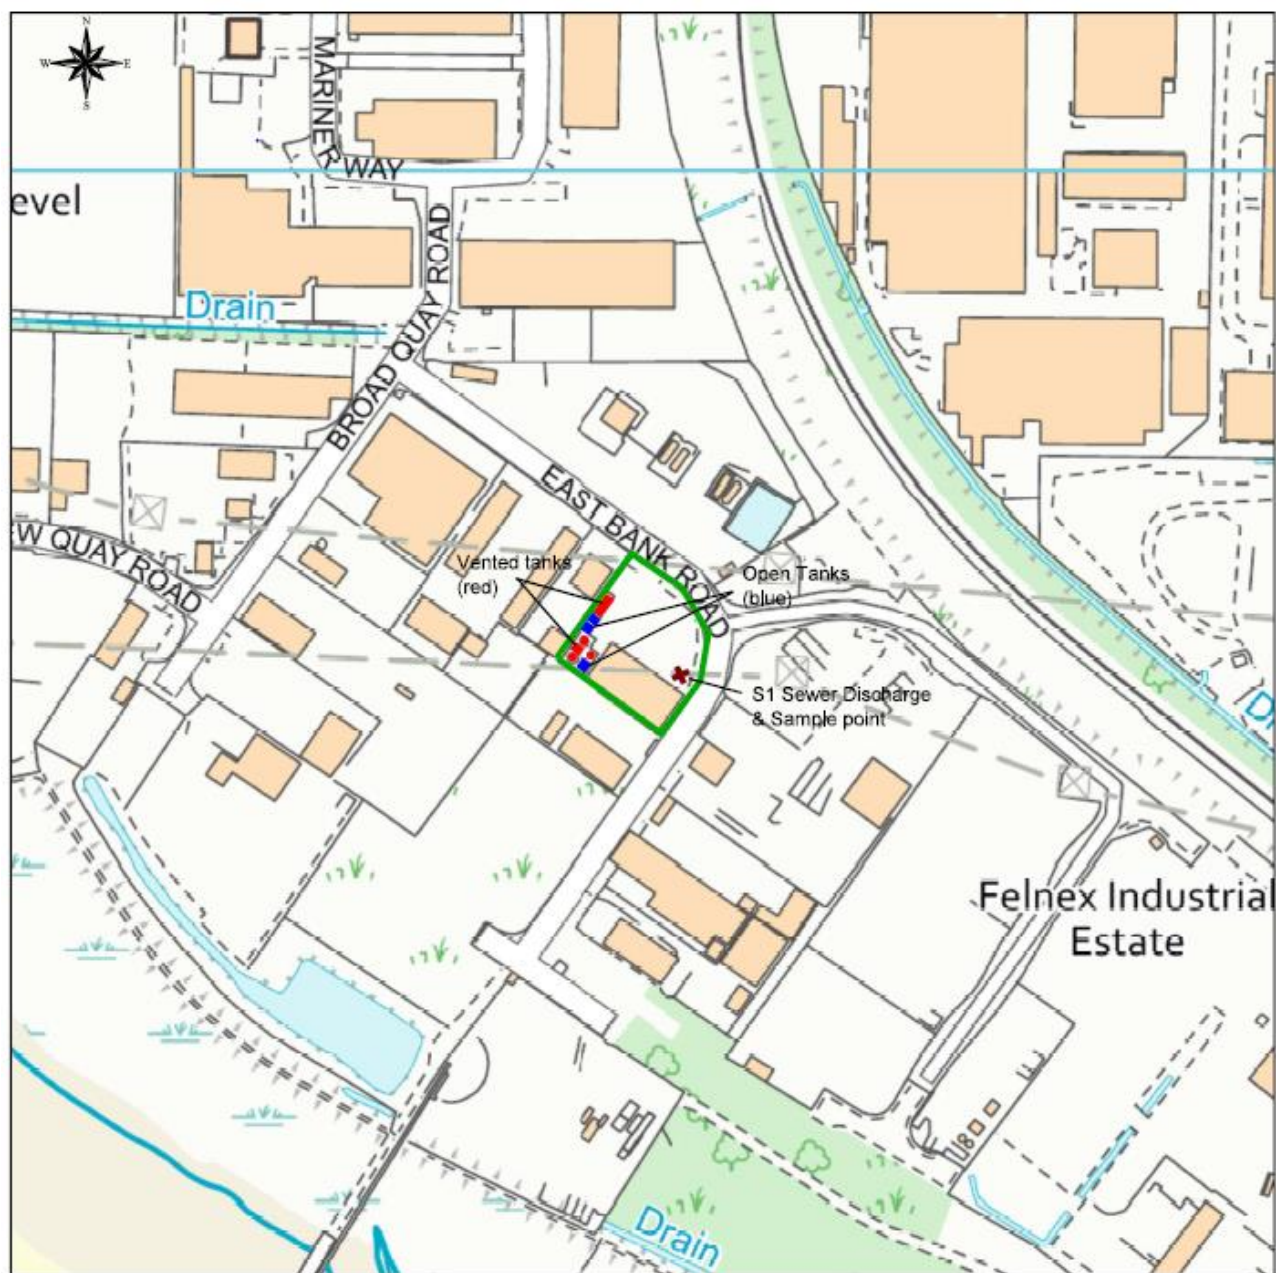 N
W E
S
MARINER WAY
evel
BROAD QUAY ROAD
Drain
EAST BANK ROAD
EW QUAY ROAD
Vented tanks
(red)
Open Tanks
(blue)
S1 Sewer Discharge
& Sample point
Felnex Industrial
Estate
Drain